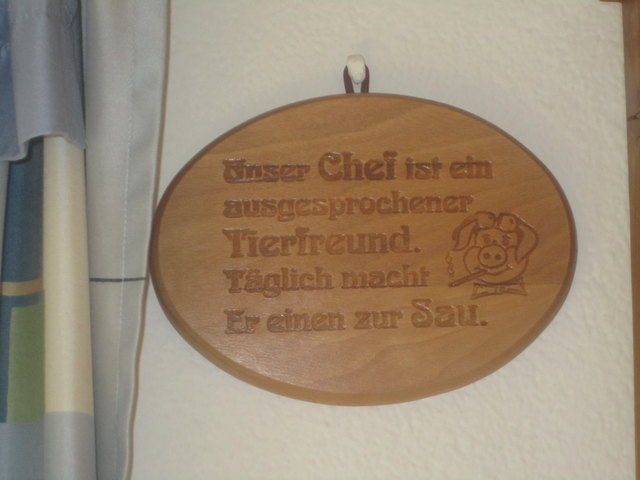 Unser Chef ist ein
ausgesprochener
Tierfreund.
Täglich macht
Er einen zur Sau.